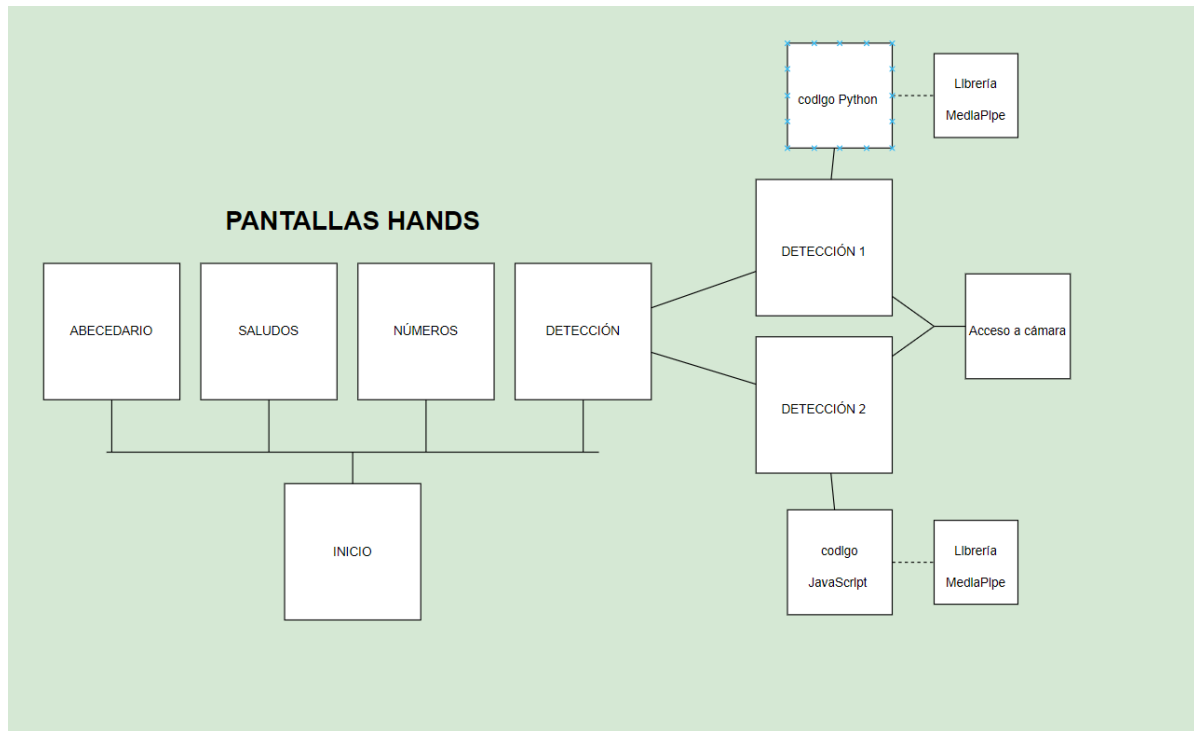 codigo Python
Librería
MediaPipe
PANTALLAS HANDS
DETECCIÓN 1
ABECEDARIO
SALUDOS
NÚMEROS
DETECCIÓN
Acceso a cámara
DETECCIÓN 2
INICIO
codigo
JavaScript
Librería
MediaPipe